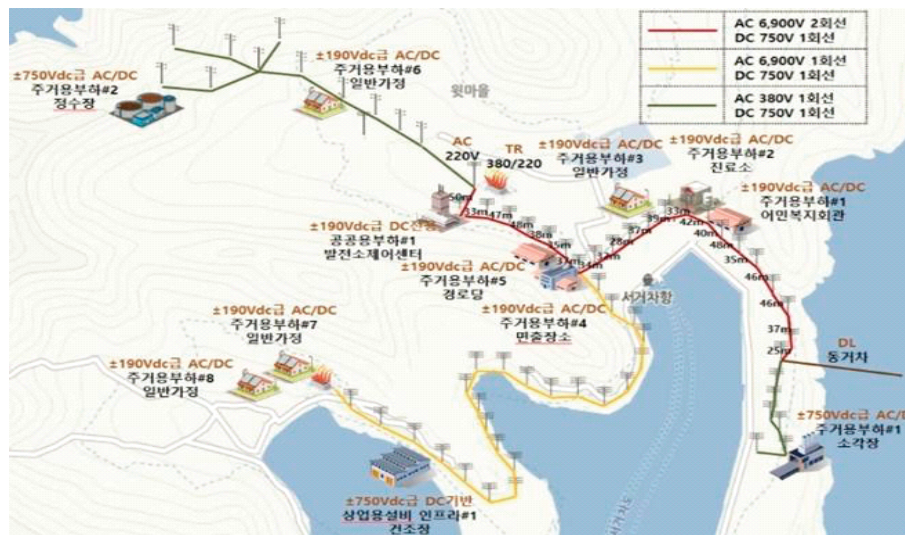 AC 6,900V 2회선
DC 750V 1회선
AC 6,900V 1회선
DC 750V 1회선
AC 380V 1회선
DC 750V 1회선
±750Vdc급 AC/DC
주거용부하#2
정수장
±190Vdc급 AC/DC
주거용부하#6
일반가정
윗마을
AC
220V
TR
380/220
±190Vdc급 AC/DC
주거용부하#3
일반가정
±190Vdc급 AC/DC
주거용부하#2
진료소
±190Vdc급 AC/DC
주거용부하#1
어민복지회관
50m
33m
47m
48m
38m
35m
37m
28m
37m
39m
33m
42m
40m
48m
35m
46m
46m
37m
25m
±190Vdc급
공공용부하#1
발전소제어센터
±190Vdc급 AC/DC
주거용부하#5
경로당
서거차항
±190Vdc급 AC/DC
주거용부하#4
민출장소
±190Vdc급 AC/DC
주거용부하#7
일반가정
±190Vdc급 AC/DC
주거용부하#8
일반가정
DL
동거차
±750Vdc급 AC/DC
주거용부하#1
소각장
±750Vdc급 DC기반
상업용설비 인프라#1
건조장
서거차도